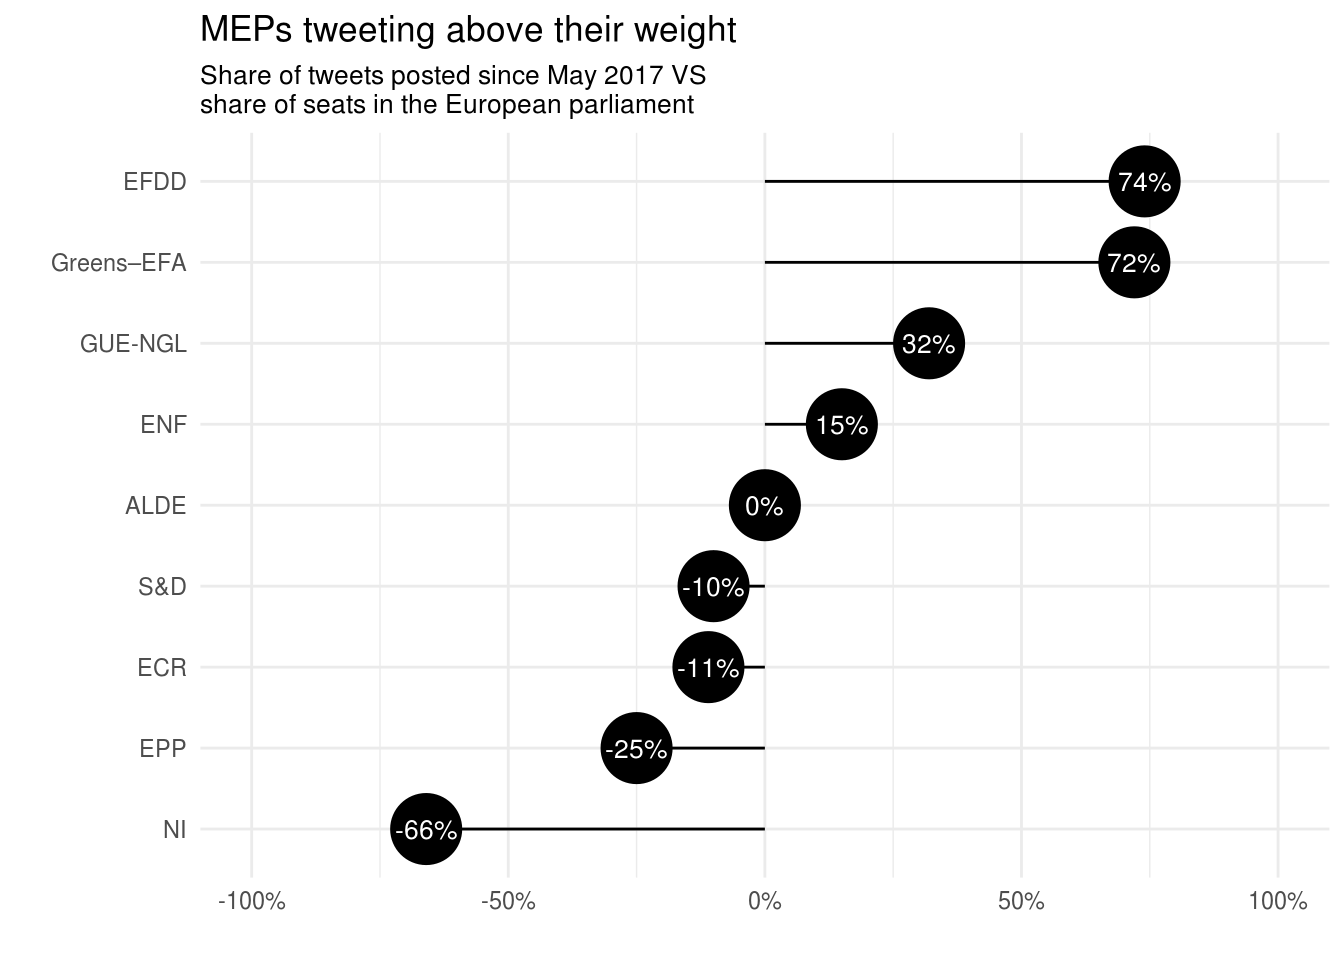 MEPs tweeting above their weight
Share of tweets posted since May 2017 VS
share of seats in the European parliament
EFDD 74%
Greens–EFA 72%
GUE-NGL 32%
ENF 15%
ALDE 0%
S&D -10%
ECR -11%
EPP -25%
NI -66%
-100% -50% 0% 50% 100%